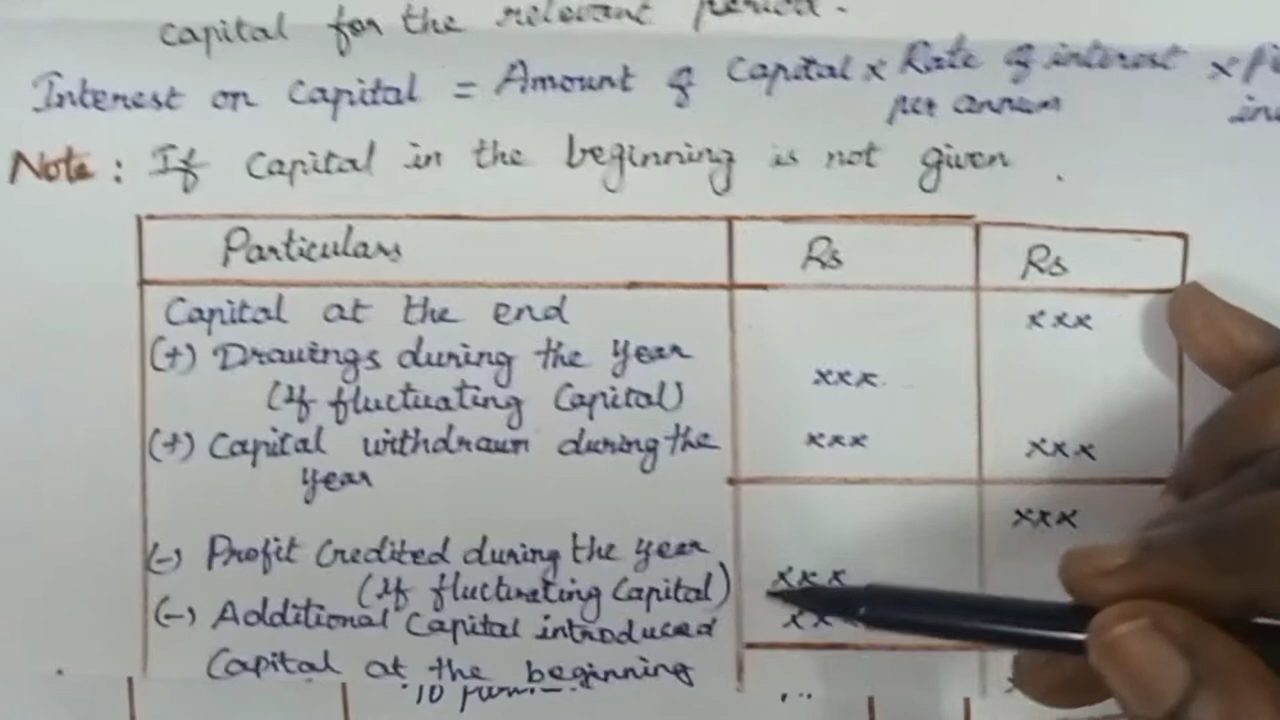 capital for the relevant period.
Interest on capital = Amount of Capital x Rate of interest x
per annum
Note: If Capital in the beginning is not given.
Particulars Rs Rs
Capital at the end xxx
(+) Drawings during the year
(If fluctuating Capital) xxx
(+) Capital withdrawn during the xxx xxx
year
xxx
(-) Profit Credited during the year
(If fluctuating Capital) xxx
(-) Additional Capital introduced
Capital at the beginning